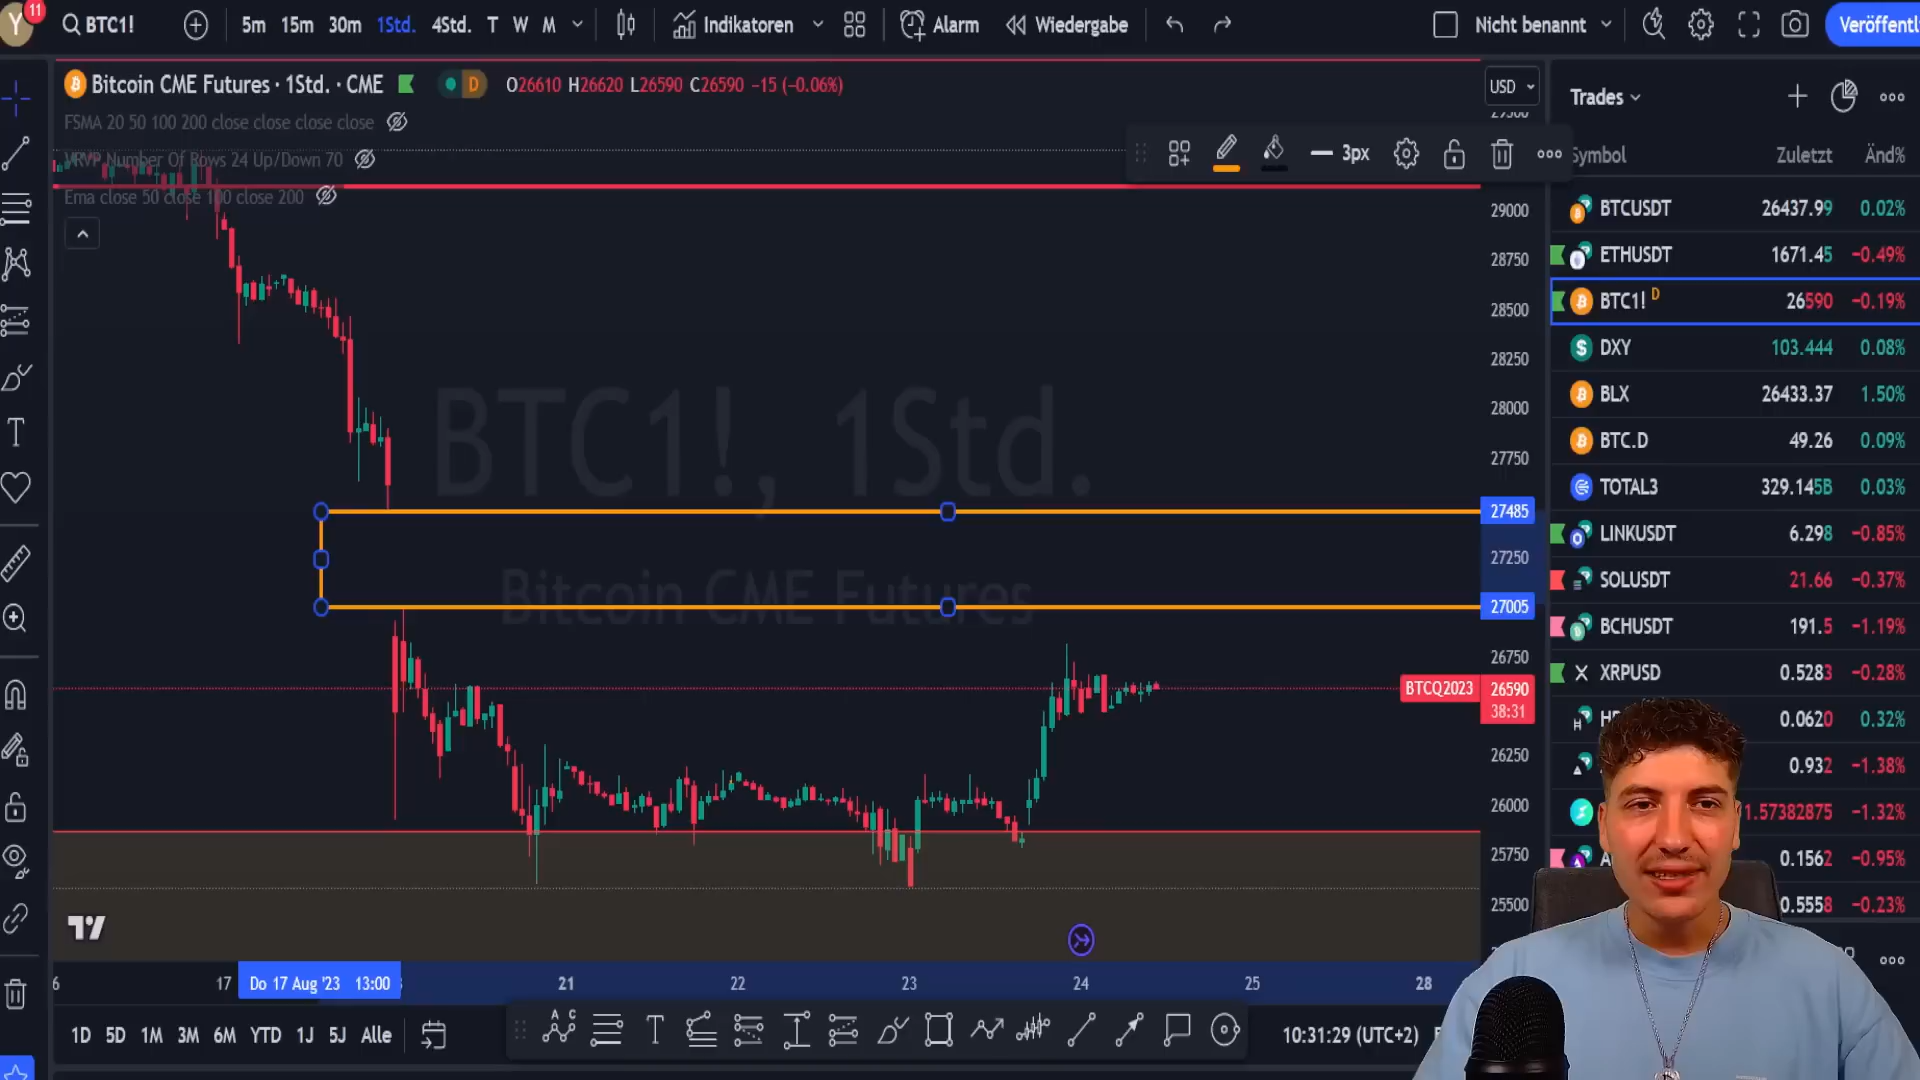 Y 11 BTC1! 5m 15m 30m 1Std. 4Std. T W M Indikatoren Alarm Wiedergabe Nicht benannt Veröffentl
Bitcoin CME Futures · 1Std. · CME D O26610 H26620 L26590 C26590 −15 (−0.06%)
FSMA 20 50 100 200 close close close close
VRVP Number Of Rows 24 Up/Down 70
Ema close 50 close 100 close 200
3px
USD
29000
28750
28500
28250
28000
27750
27485
27250
27005
26750
BTCQ2023 26590
38:31
26250
26000
25750
25500
BTC1!, 1Std.
Bitcoin CME Futures
6 17 Do 17 Aug '23 13:00 21 22 23 24 25 28
1D 5D 1M 3M 6M YTD 1J 5J Alle
10:31:29 (UTC+2)
Trades
Symbol Zuletzt Änd%
BTCUSDT 26437.99 0.02%
ETHUSDT 1671.45 −0.49%
BTC1! D 26590 −0.19%
DXY 103.444 0.08%
BLX 26433.37 1.50%
BTC.D 49.26 0.09%
TOTAL3 329.145B 0.03%
LINKUSDT 6.298 −0.85%
SOLUSDT 21.66 −0.37%
BCHUSDT 191.5 −1.19%
XRPUSD 0.5283 −0.28%
0.0620 0.32%
0.932 −1.38%
1.57382875 −1.32%
0.1562 −0.95%
0.5558 −0.23%